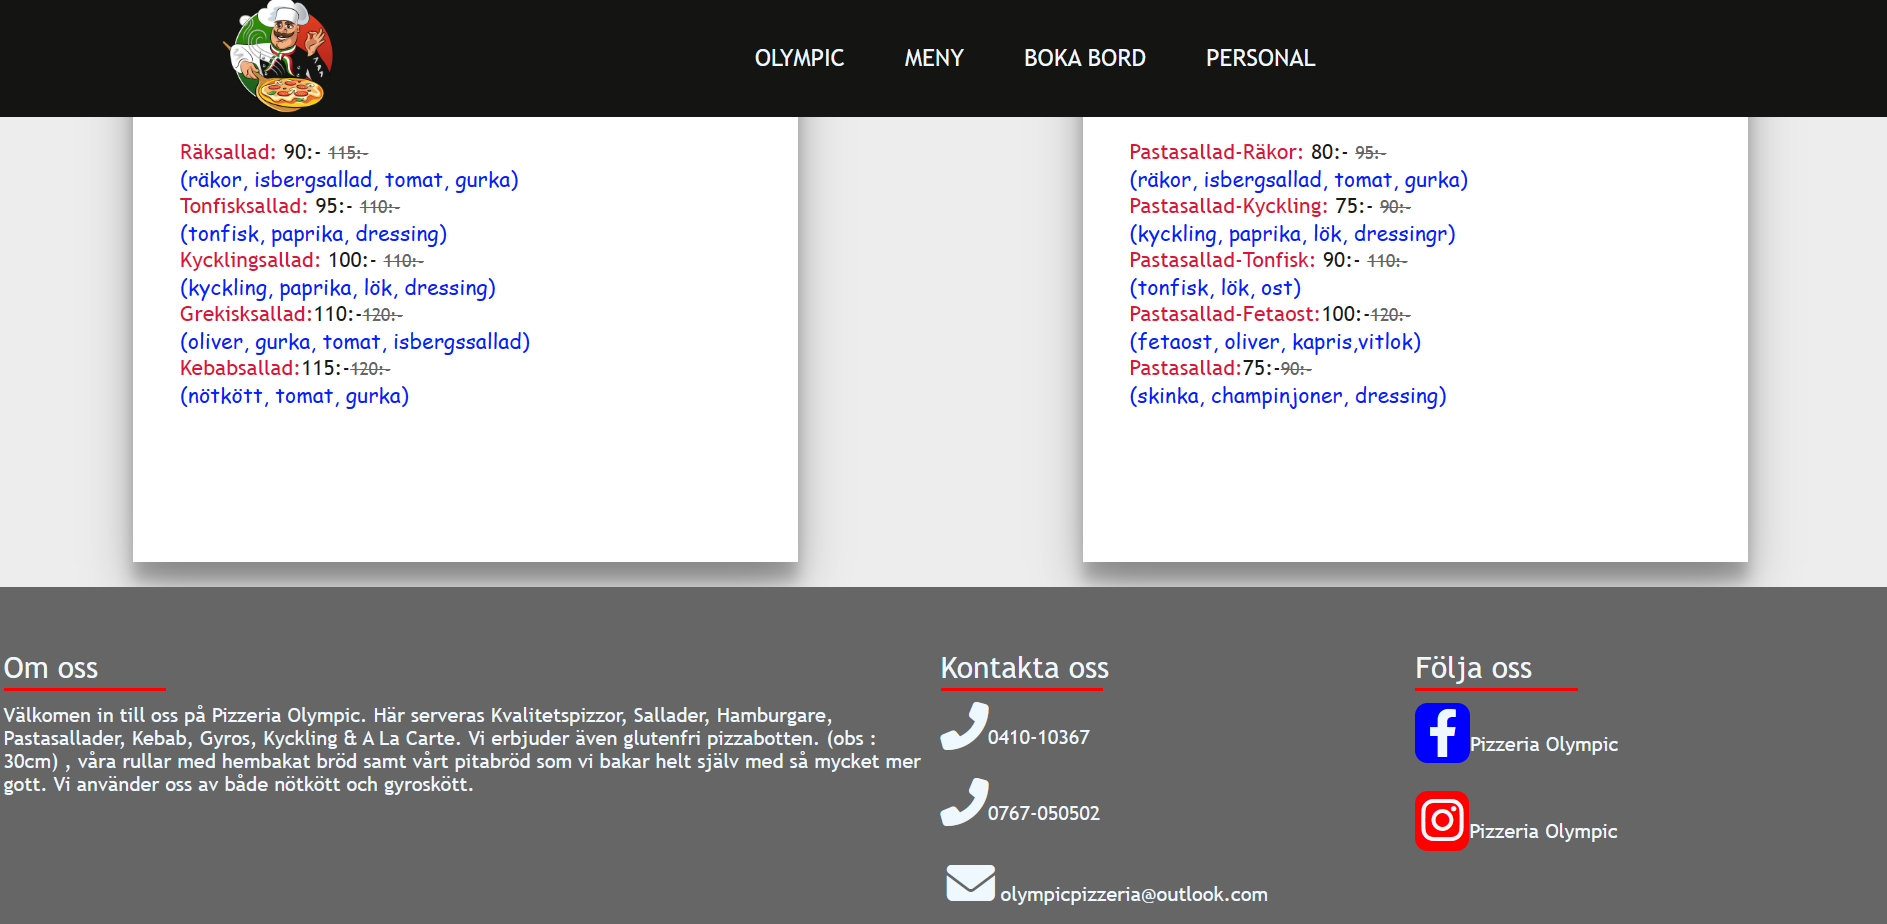 OLYMPIC MENY BOKA BORD PERSONAL
Räksallad: 90:- 115:-
(räkor, isbergsallad, tomat, gurka)
Tonfisksallad: 95:- 110:-
(tonfisk, paprika, dressing)
Kycklingsallad: 100:- 110:-
(kyckling, paprika, lök, dressing)
Grekisksallad:110:-120:-
(oliver, gurka, tomat, isbergssallad)
Kebabsallad:115:-120:-
(nötkött, tomat, gurka)
Pastasallad-Räkor: 80:- 95:-
(räkor, isbergsallad, tomat, gurka)
Pastasallad-Kyckling: 75:- 90:-
(kyckling, paprika, lök, dressingr)
Pastasallad-Tonfisk: 90:- 110:-
(tonfisk, lök, ost)
Pastasallad-Fetaost:100:-120:-
(fetaost, oliver, kapris,vitlok)
Pastasallad:75:-90:-
(skinka, champinjoner, dressing)
Om oss
Välkomen in till oss på Pizzeria Olympic. Här serveras Kvalitetspizzor, Sallader, Hamburgare,
Pastasallader, Kebab, Gyros, Kyckling & A La Carte. Vi erbjuder även glutenfri pizzabotten. (obs :
30cm) , våra rullar med hembakat bröd samt vårt pitabröd som vi bakar helt själv med så mycket mer
gott. Vi använder oss av både nötkött och gyroskött.
Kontakta oss
0410-10367
0767-050502
olympicpizzeria@outlook.com
Följa oss
Pizzeria Olympic
Pizzeria Olympic